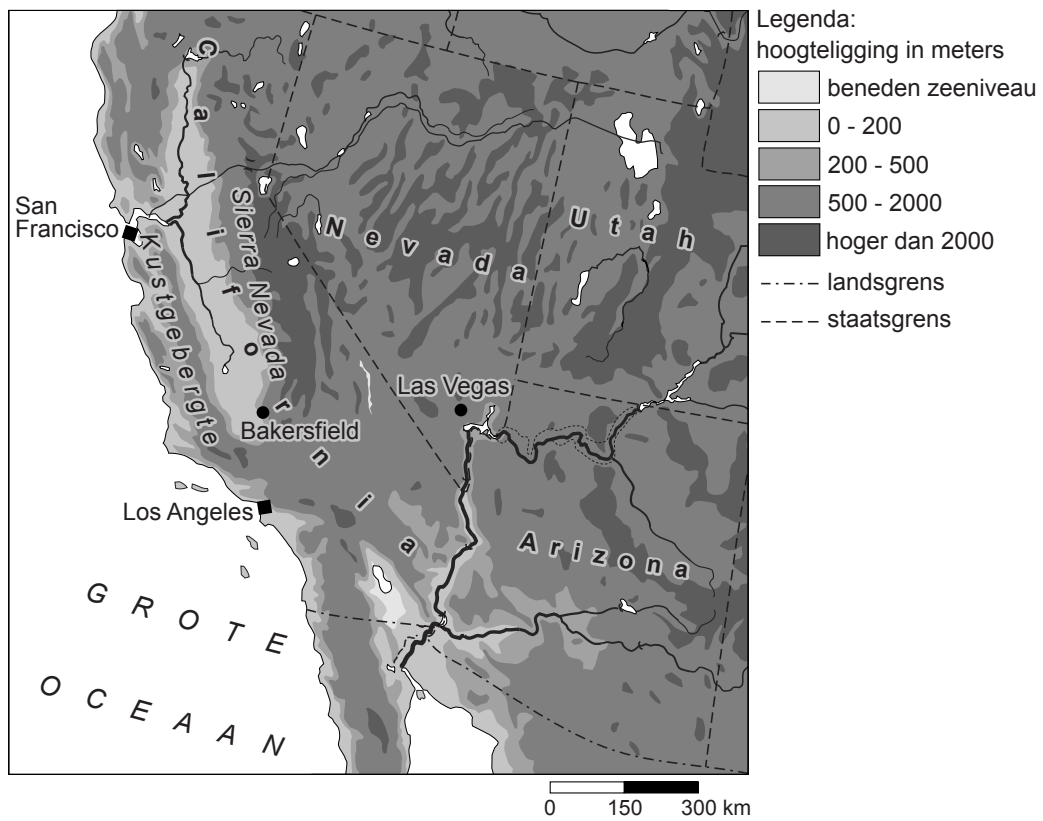 Legenda:
hoogteligging in meters
beneden zeeniveau
0 - 200
200 - 500
500 - 2000
hoger dan 2000
landsgrens
staatsgrens
California
Sierra Nevada
Nevada
Utah
San
Francisco
Kustgebergte
Las Vegas
Bakersfield
Los Angeles
Arizona
GROTE
OCEAAN
0 150 300 km